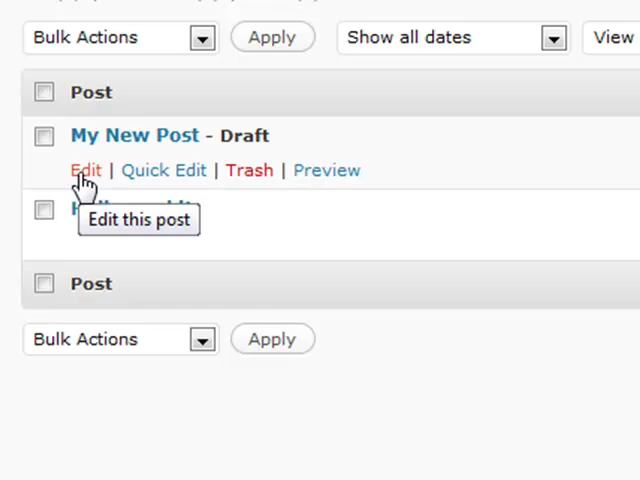 Bulk Actions Apply Show all dates View
Post
My New Post - Draft
Edit | Quick Edit | Trash | Preview
Edit this post
Post
Bulk Actions Apply